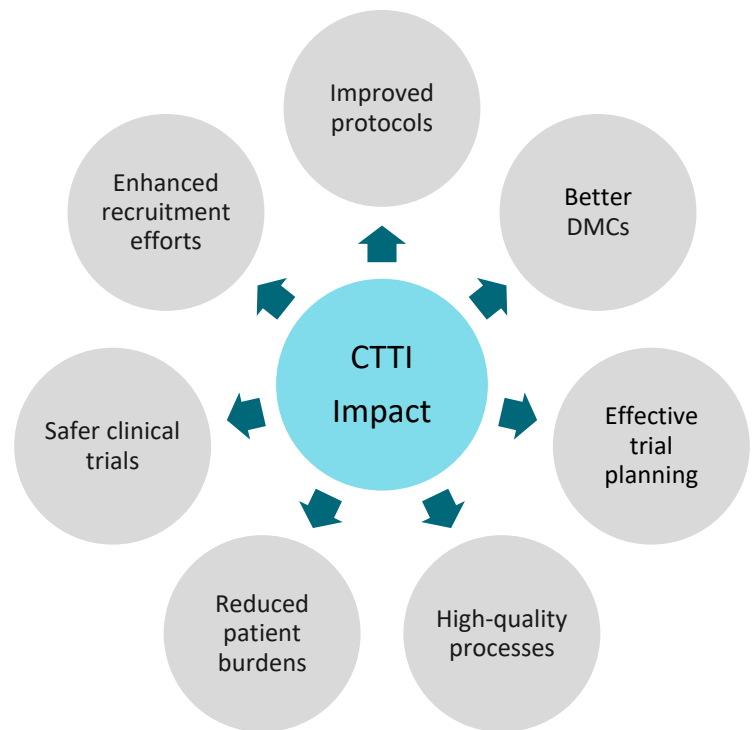 CTTI
Impact
Improved
protocols
Better
DMCs
Effective
trial
planning
High-quality
processes
Reduced
patient
burdens
Safer clinical
trials
Enhanced
recruitment
efforts